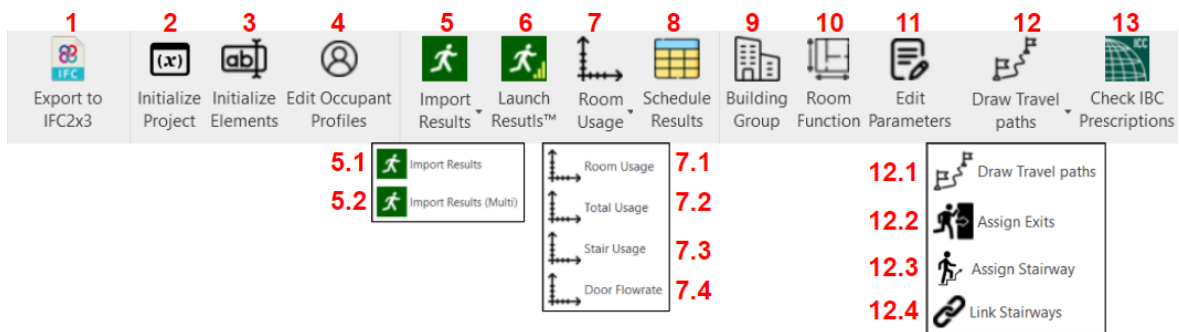 1 2 3 4 5 6 7 8 9 10 11 12 13
IFC (x) ab ICC
Export to Initialize Initialize Edit Occupant Import Launch Room Schedule Building Room Edit Draw Travel Check IBC
IFC2x3 Project Elements Profiles Results Resutls™ Usage Results Group Function Parameters paths Prescriptions
5.1 Import Results
5.2 Import Results (Multi)
Room Usage 7.1
Total Usage 7.2
Stair Usage 7.3
Door Flowrate 7.4
12.1 Draw Travel paths
12.2 Assign Exits
12.3 Assign Stairway
12.4 Link Stairways